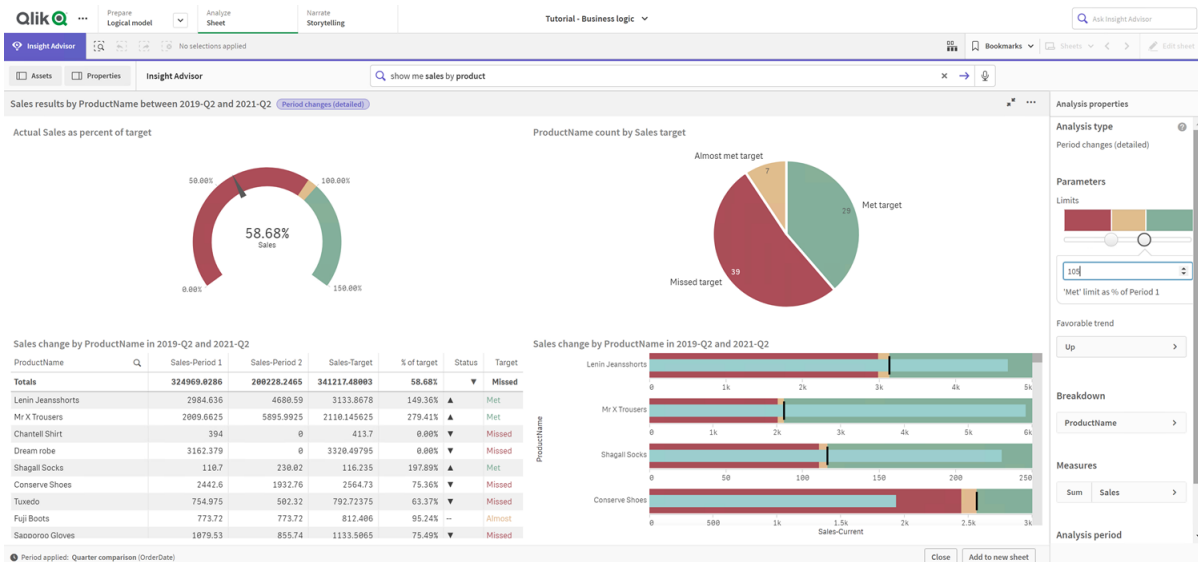 Qlik
Prepare
Logical model
Analyze
Sheet
Narrate
Storytelling
Tutorial - Business logic
Ask Insight Advisor
Insight Advisor
No selections applied
Bookmarks
Sheets
Edit sheet
Assets
Properties
Insight Advisor
show me sales by product
Sales results by ProductName between 2019-Q2 and 2021-Q2 Period changes (detailed)
Actual Sales as percent of target
50.00% 100.00%
58.68%
Sales
0.00% 150.00%
ProductName count by Sales target
Almost met target
7
29 Met target
39
Missed target
Sales change by ProductName in 2019-Q2 and 2021-Q2
ProductName Sales-Period 1 Sales-Period 2 Sales-Target % of target Status Target
Totals 324969.0286 200228.2465 341217.48003 58.68% ▼ Missed
Lenin Jeansshorts 2984.636 4680.59 3133.8678 149.36% ▲ Met
Mr X Trousers 2009.6625 5895.9925 2110.145625 279.41% ▲ Met
Chantell Shirt 394 0 413.7 0.00% ▼ Missed
Dream robe 3162.379 0 3320.49795 0.00% ▼ Missed
Shagall Socks 110.7 230.02 116.235 197.89% ▲ Met
Conserve Shoes 2442.6 1932.76 2564.73 75.36% ▼ Missed
Tuxedo 754.975 502.32 792.72375 63.37% ▼ Missed
Fuji Boots 773.72 773.72 812.406 95.24% -- Almost
Sapporoo Gloves 1079.53 855.74 1133.5065 75.49% ▼ Missed
Sales change by ProductName in 2019-Q2 and 2021-Q2
ProductName
Lenin Jeansshorts
0 1k 2k 3k 4k 5k
Mr X Trousers
0 1k 2k 3k 4k 5k 6k
Shagall Socks
0 50 100 150 200 250
Conserve Shoes
0 500 1k 1.5k 2k 2.5k 3k
Sales-Current
Analysis properties
Analysis type
Period changes (detailed)
Parameters
Limits
105
'Met' limit as % of Period 1
Favorable trend
Up
Breakdown
ProductName
Measures
Sum Sales
Analysis period
Period applied: Quarter comparison (OrderDate)
Close
Add to new sheet